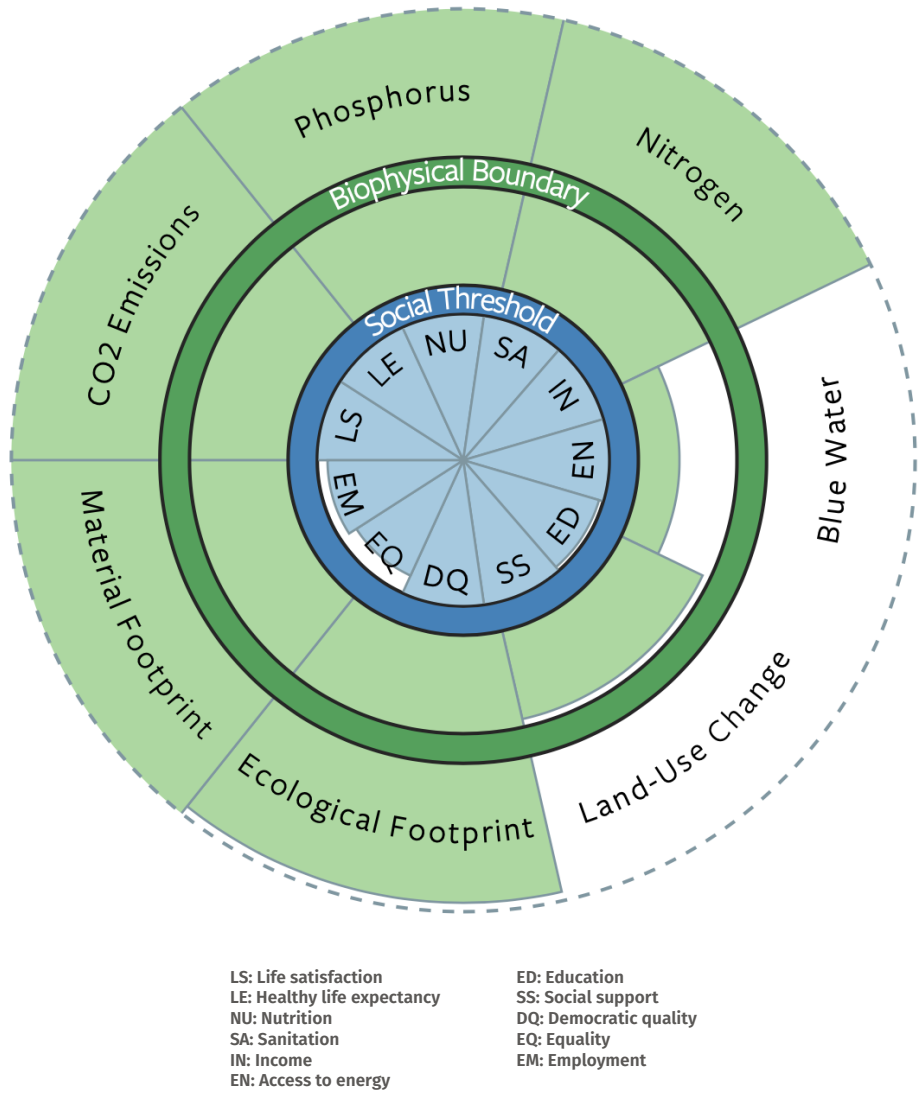 Phosphorus
Nitrogen
Biophysical Boundary
CO2 Emissions
Social Threshold
NU
SA
LE
IN
LS
EN
Blue Water
EM
ED
EQ
DQ
SS
Material Footprint
Land-Use Change
Ecological Footprint
LS: Life satisfaction
LE: Healthy life expectancy
NU: Nutrition
SA: Sanitation
IN: Income
EN: Access to energy
ED: Education
SS: Social support
DQ: Democratic quality
EQ: Equality
EM: Employment